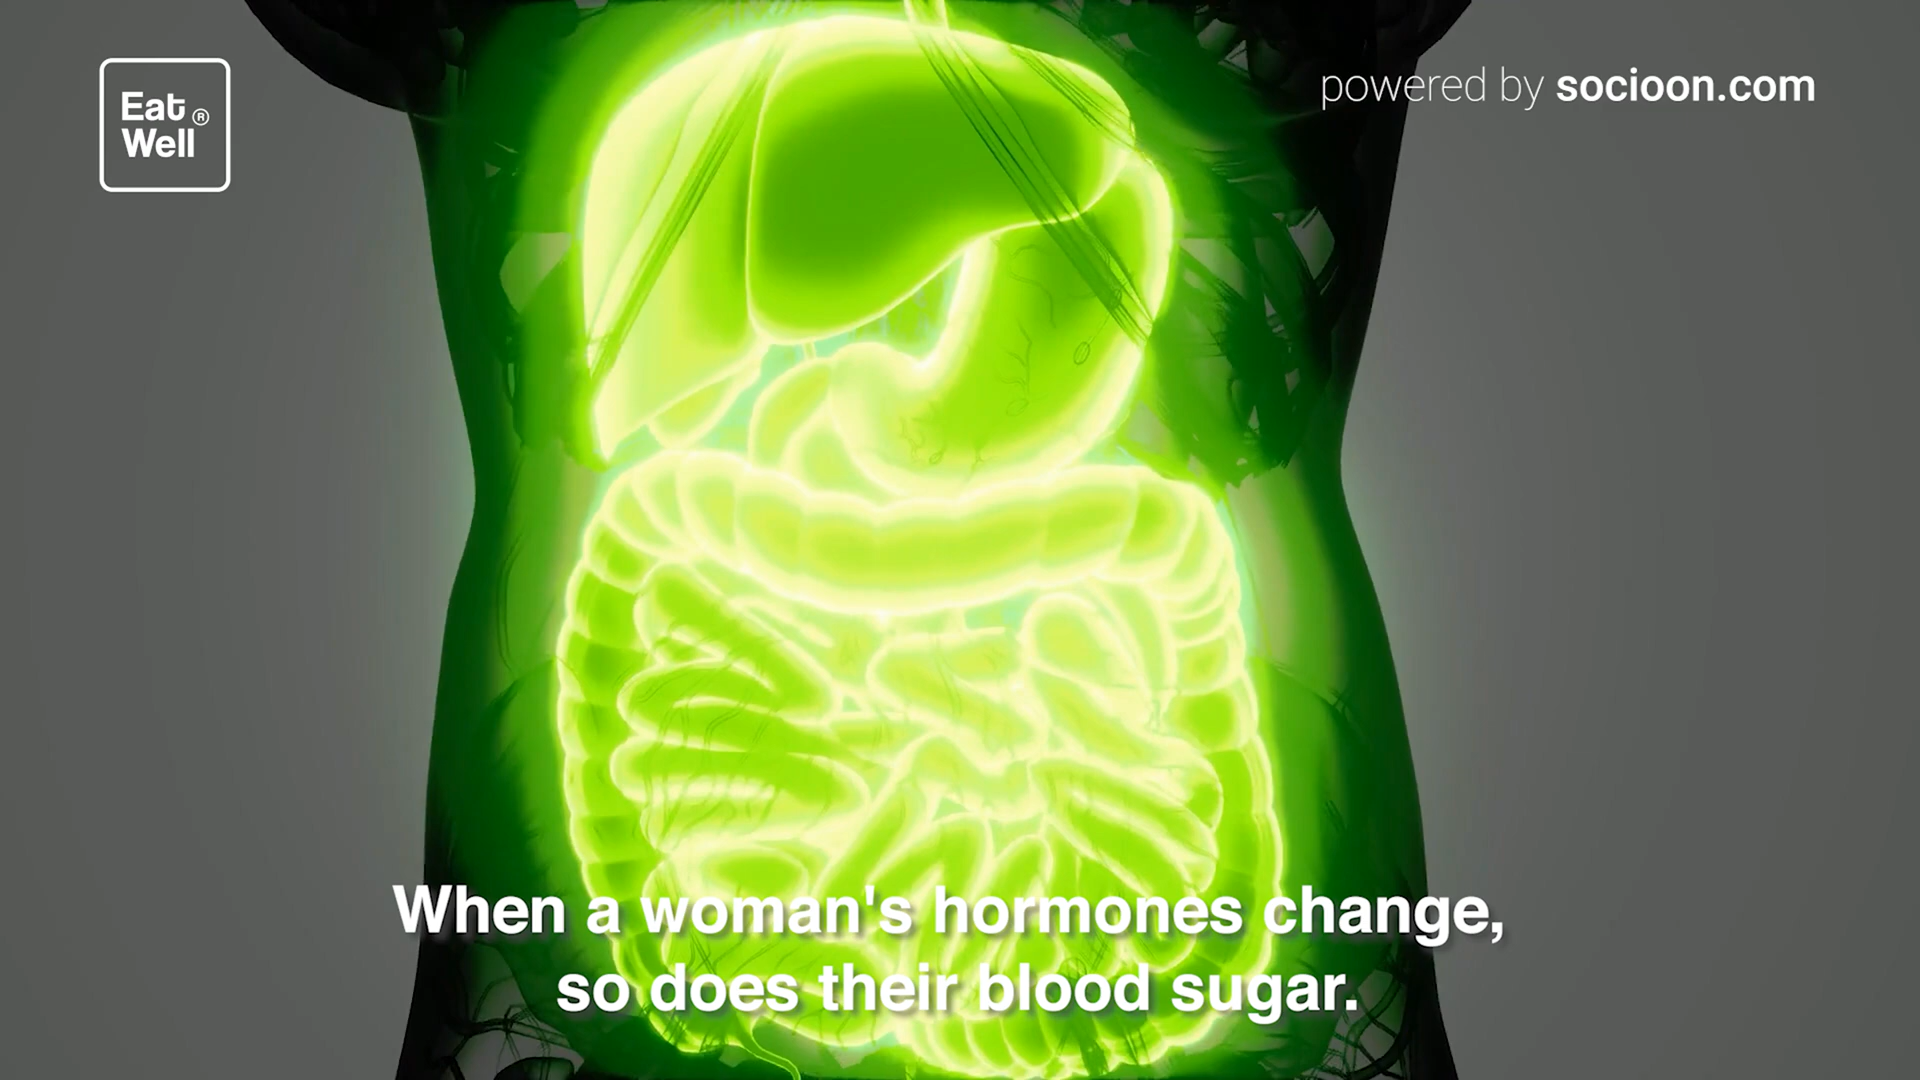 Eat ®
Well
powered by socioon.com
When a woman's hormones change,
so does their blood sugar.